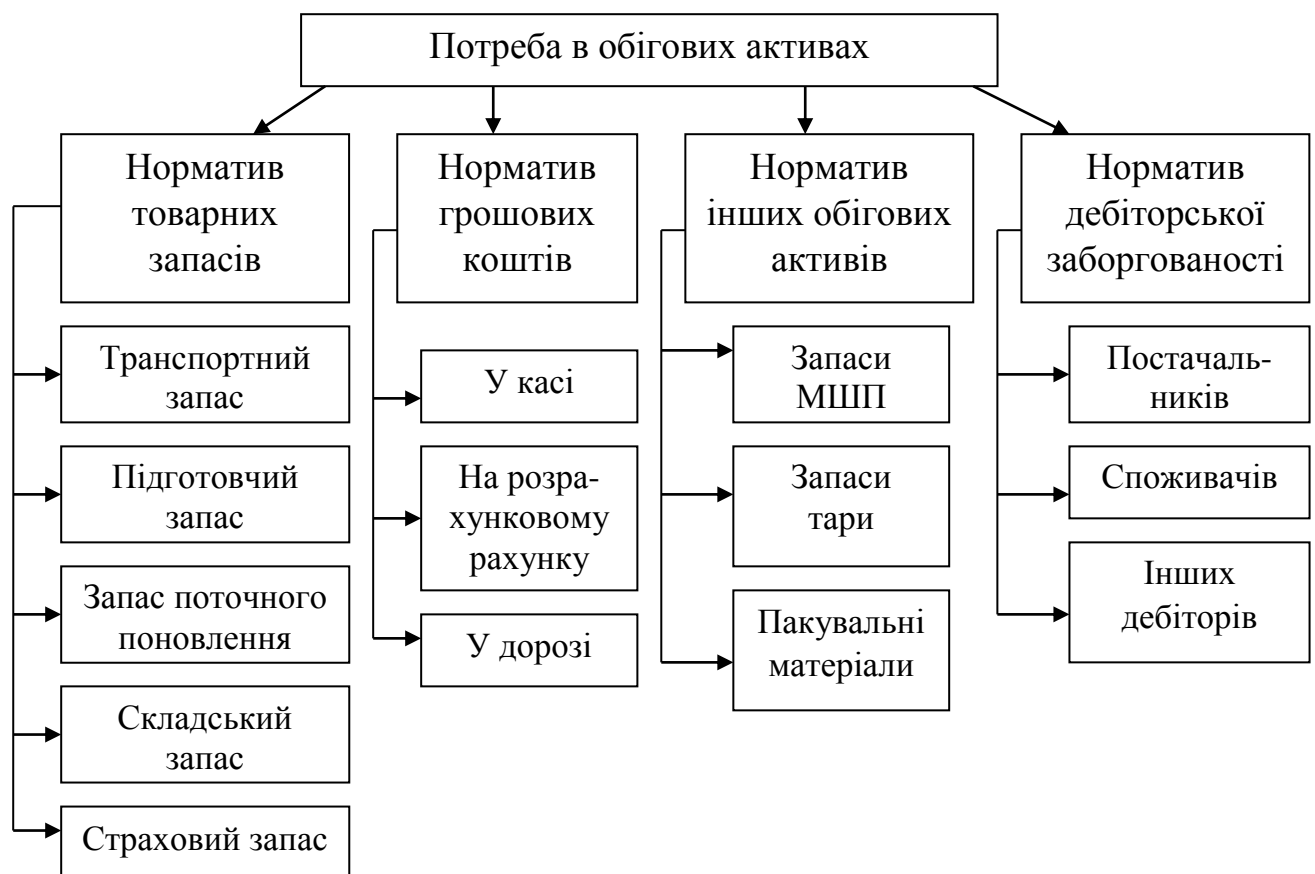 Потреба в обігових активах
Норматив
товарних
запасів
Транспортний
запас
Підготовчий
запас
Запас поточного
поновлення
Складський
запас
Страховий запас
Норматив
грошових
коштів
У касі
На розра-
хунковому
рахунку
У дорозі
Норматив
інших обігових
активів
Запаси
МШП
Запаси
тари
Пакувальні
матеріали
Норматив
дебіторської
заборгованості
Постачаль-
ників
Споживачів
Інших
дебіторів